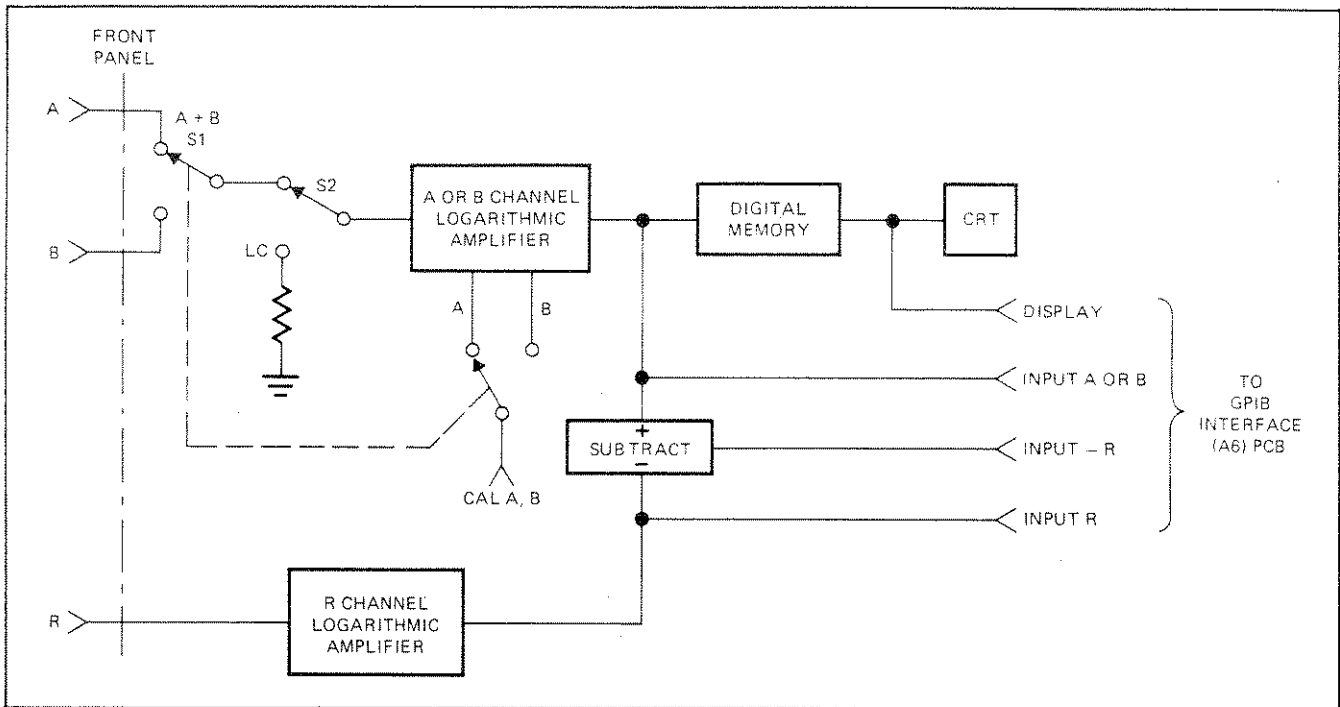 FRONT
PANEL
A
A + B
S1
S2
B
LC
A OR B CHANNEL
LOGARITHMIC
AMPLIFIER
DIGITAL
MEMORY
CRT
A
B
CAL A, B
DISPLAY
INPUT A OR B
+
SUBTRACT
−
INPUT – R
INPUT R
TO
GPIB
INTERFACE
(A6) PCB
R
R CHANNEL
LOGARITHMIC
AMPLIFIER